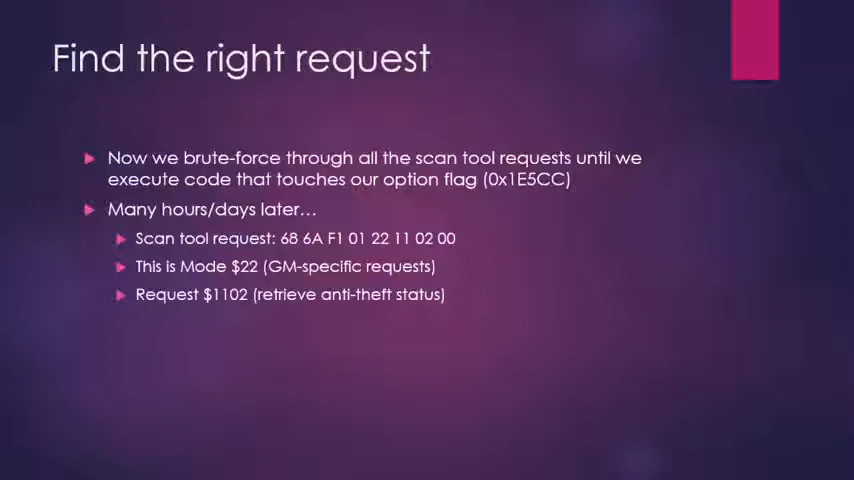 Find the right request
Now we brute-force through all the scan tool requests until we
execute code that touches our option flag (0x1E5CC)
Many hours/days later…
Scan tool request: 68 6A F1 01 22 11 02 00
This is Mode $22 (GM-specific requests)
Request $1102 (retrieve anti-theft status)